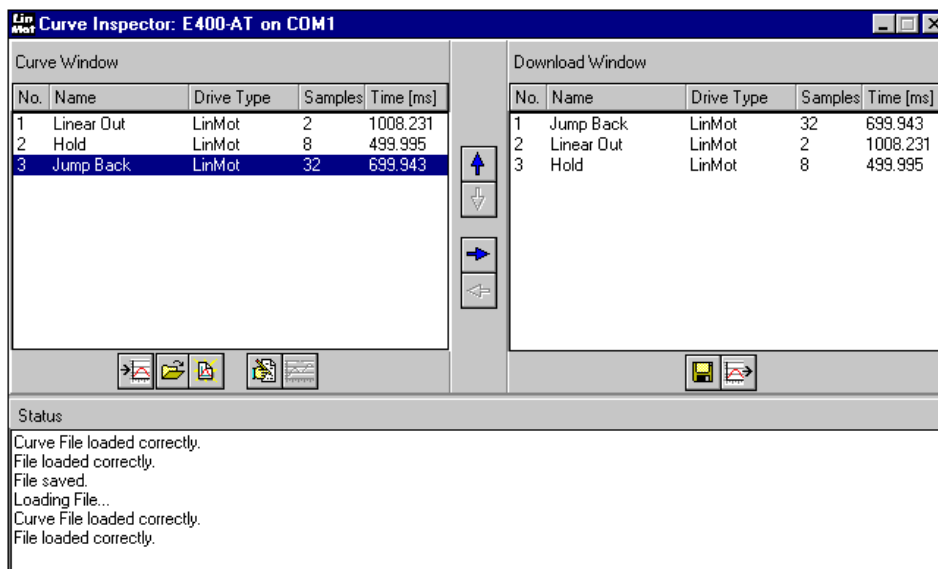 Lin Mot Curve Inspector: E400-AT on COM1
Curve Window
No. Name Drive Type Samples Time [ms]
1 Linear Out LinMot 2 1008.231
2 Hold LinMot 8 499.995
3 Jump Back LinMot 32 699.943
Download Window
No. Name Drive Type Samples Time [ms]
1 Jump Back LinMot 32 699.943
2 Linear Out LinMot 2 1008.231
3 Hold LinMot 8 499.995
Status
Curve File loaded correctly.
File loaded correctly.
File saved.
Loading File...
Curve File loaded correctly.
File loaded correctly.